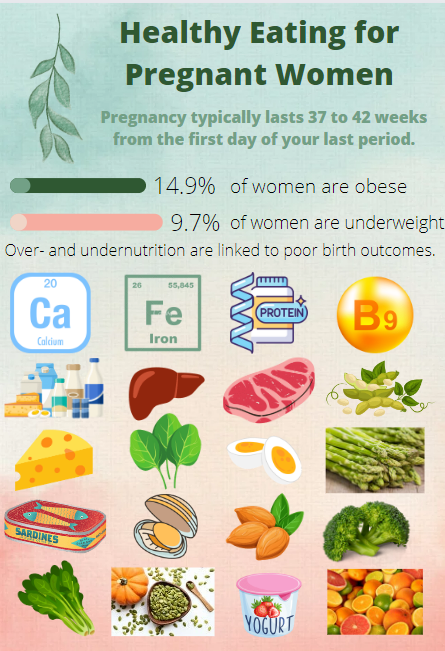 Healthy Eating for
Pregnant Women
Pregnancy typically lasts 37 to 42 weeks
from the first day of your last period.
14.9% of women are obese
9.7% of women are underweight
Over- and undernutrition are linked to poor birth outcomes.
20
Ca
Calcium
26 55,845
Fe
Iron
PROTEIN
B9
SARDINES
YOGURT